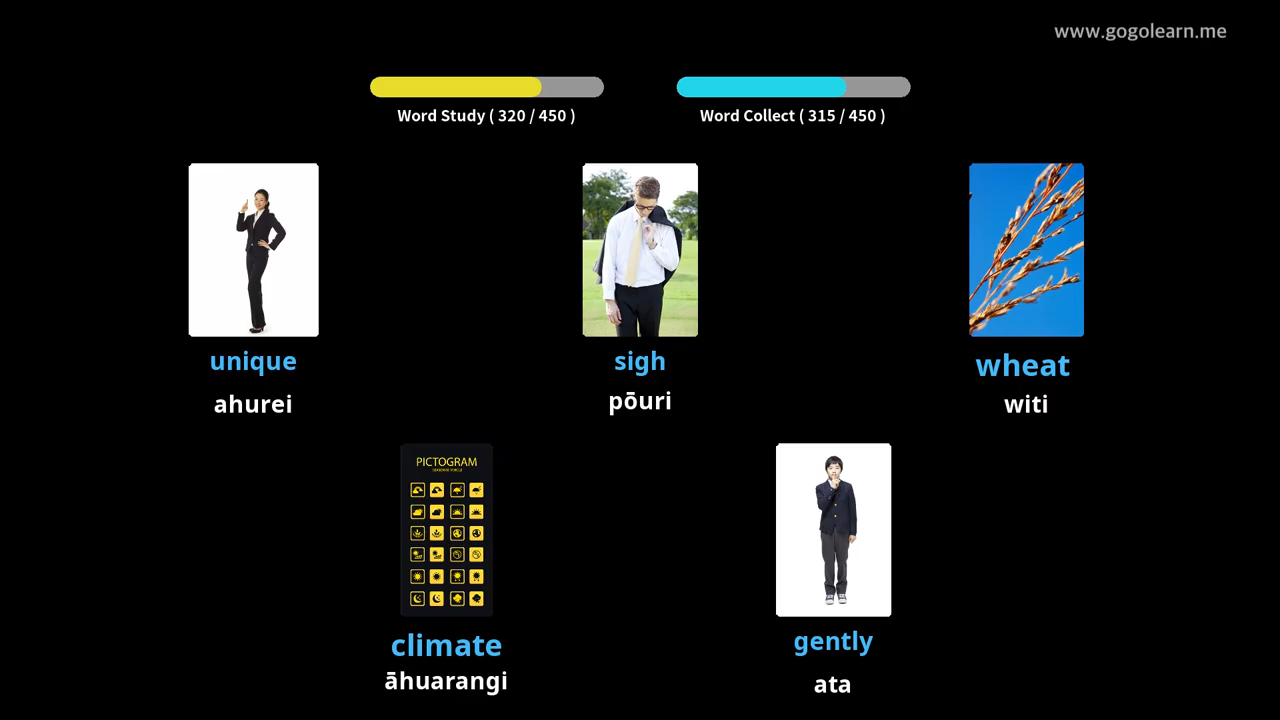 www.gogolearn.me
Word Study ( 320 / 450 )
Word Collect ( 315 / 450 )
unique
ahurei
sigh
pōuri
wheat
witi
PICTOGRAM
climate
āhuarangi
gently
ata